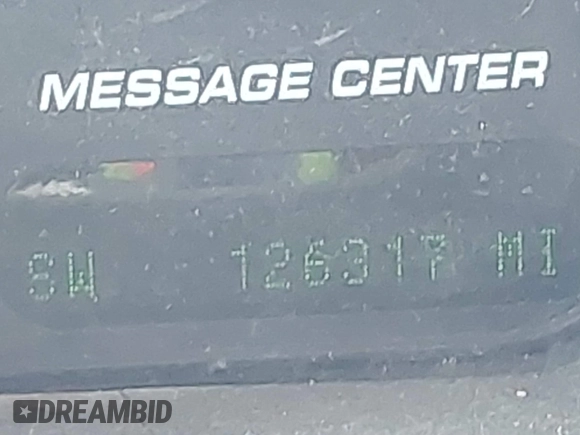 MESSAGE CENTER
SW 126317 MI
DREAMBID